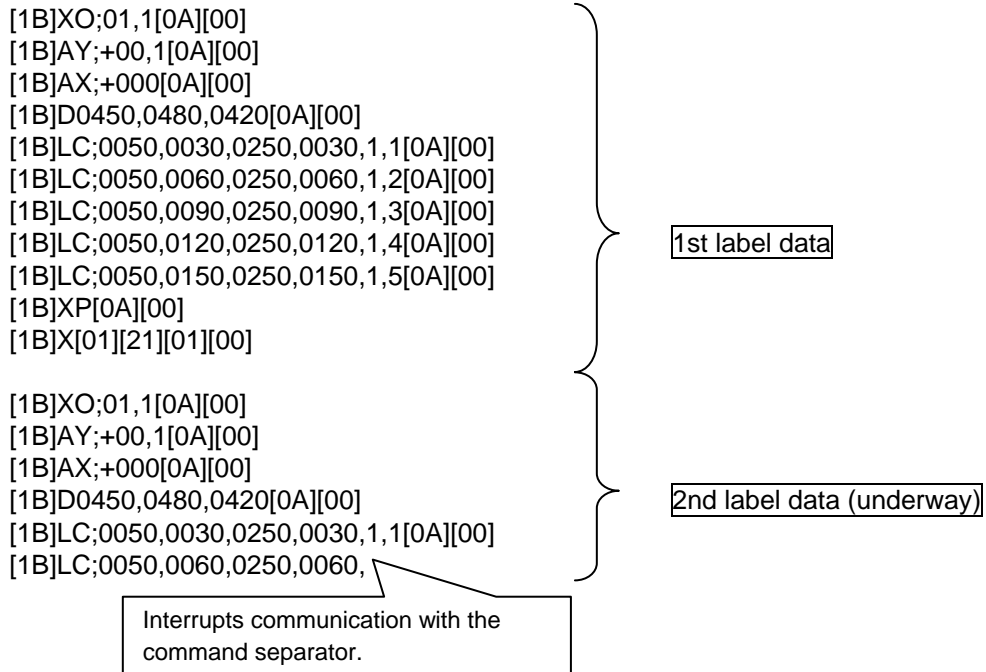 [1B]XO;01,1[0A][00]
[1B]AY;+00,1[0A][00]
[1B]AX;+000[0A][00]
[1B]D0450,0480,0420[0A][00]
[1B]LC;0050,0030,0250,0030,1,1[0A][00]
[1B]LC;0050,0060,0250,0060,1,2[0A][00]
[1B]LC;0050,0090,0250,0090,1,3[0A][00]
[1B]LC;0050,0120,0250,0120,1,4[0A][00]
[1B]LC;0050,0150,0250,0150,1,5[0A][00]
[1B]XP[0A][00]
[1B]X[01][21][01][00]
1st label data
[1B]XO;01,1[0A][00]
[1B]AY;+00,1[0A][00]
[1B]AX;+000[0A][00]
[1B]D0450,0480,0420[0A][00]
[1B]LC;0050,0030,0250,0030,1,1[0A][00]
[1B]LC;0050,0060,0250,0060,
2nd label data (underway)
Interrupts communication with the
command separator.